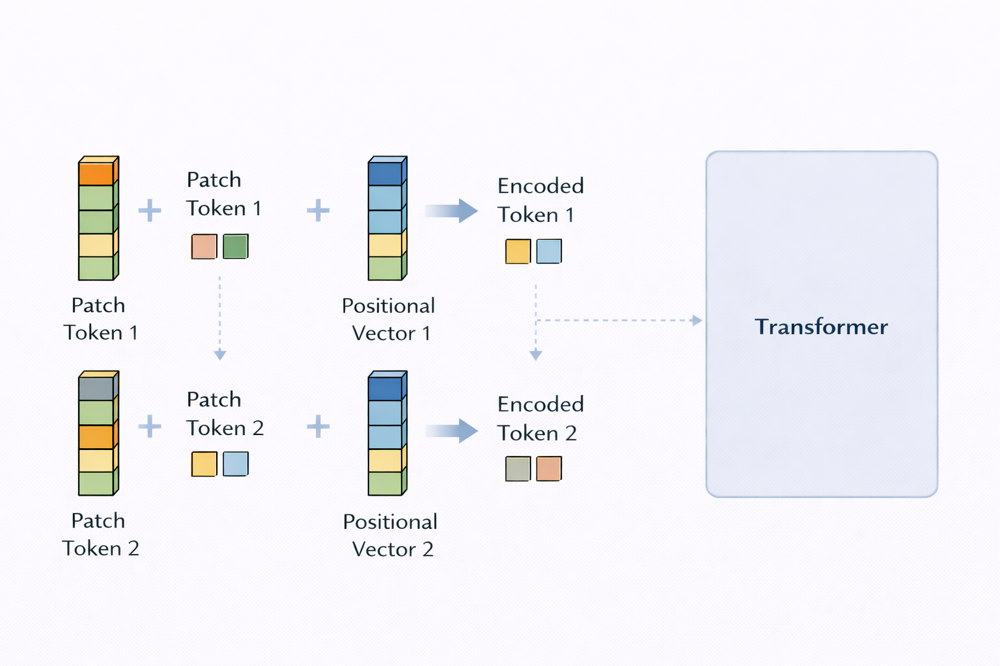 Patch
Token 1
Encoded
Token 1
Patch
Token 1
Positional
Vector 1
Transformer
Patch
Token 2
Encoded
Token 2
Patch
Token 2
Positional
Vector 2